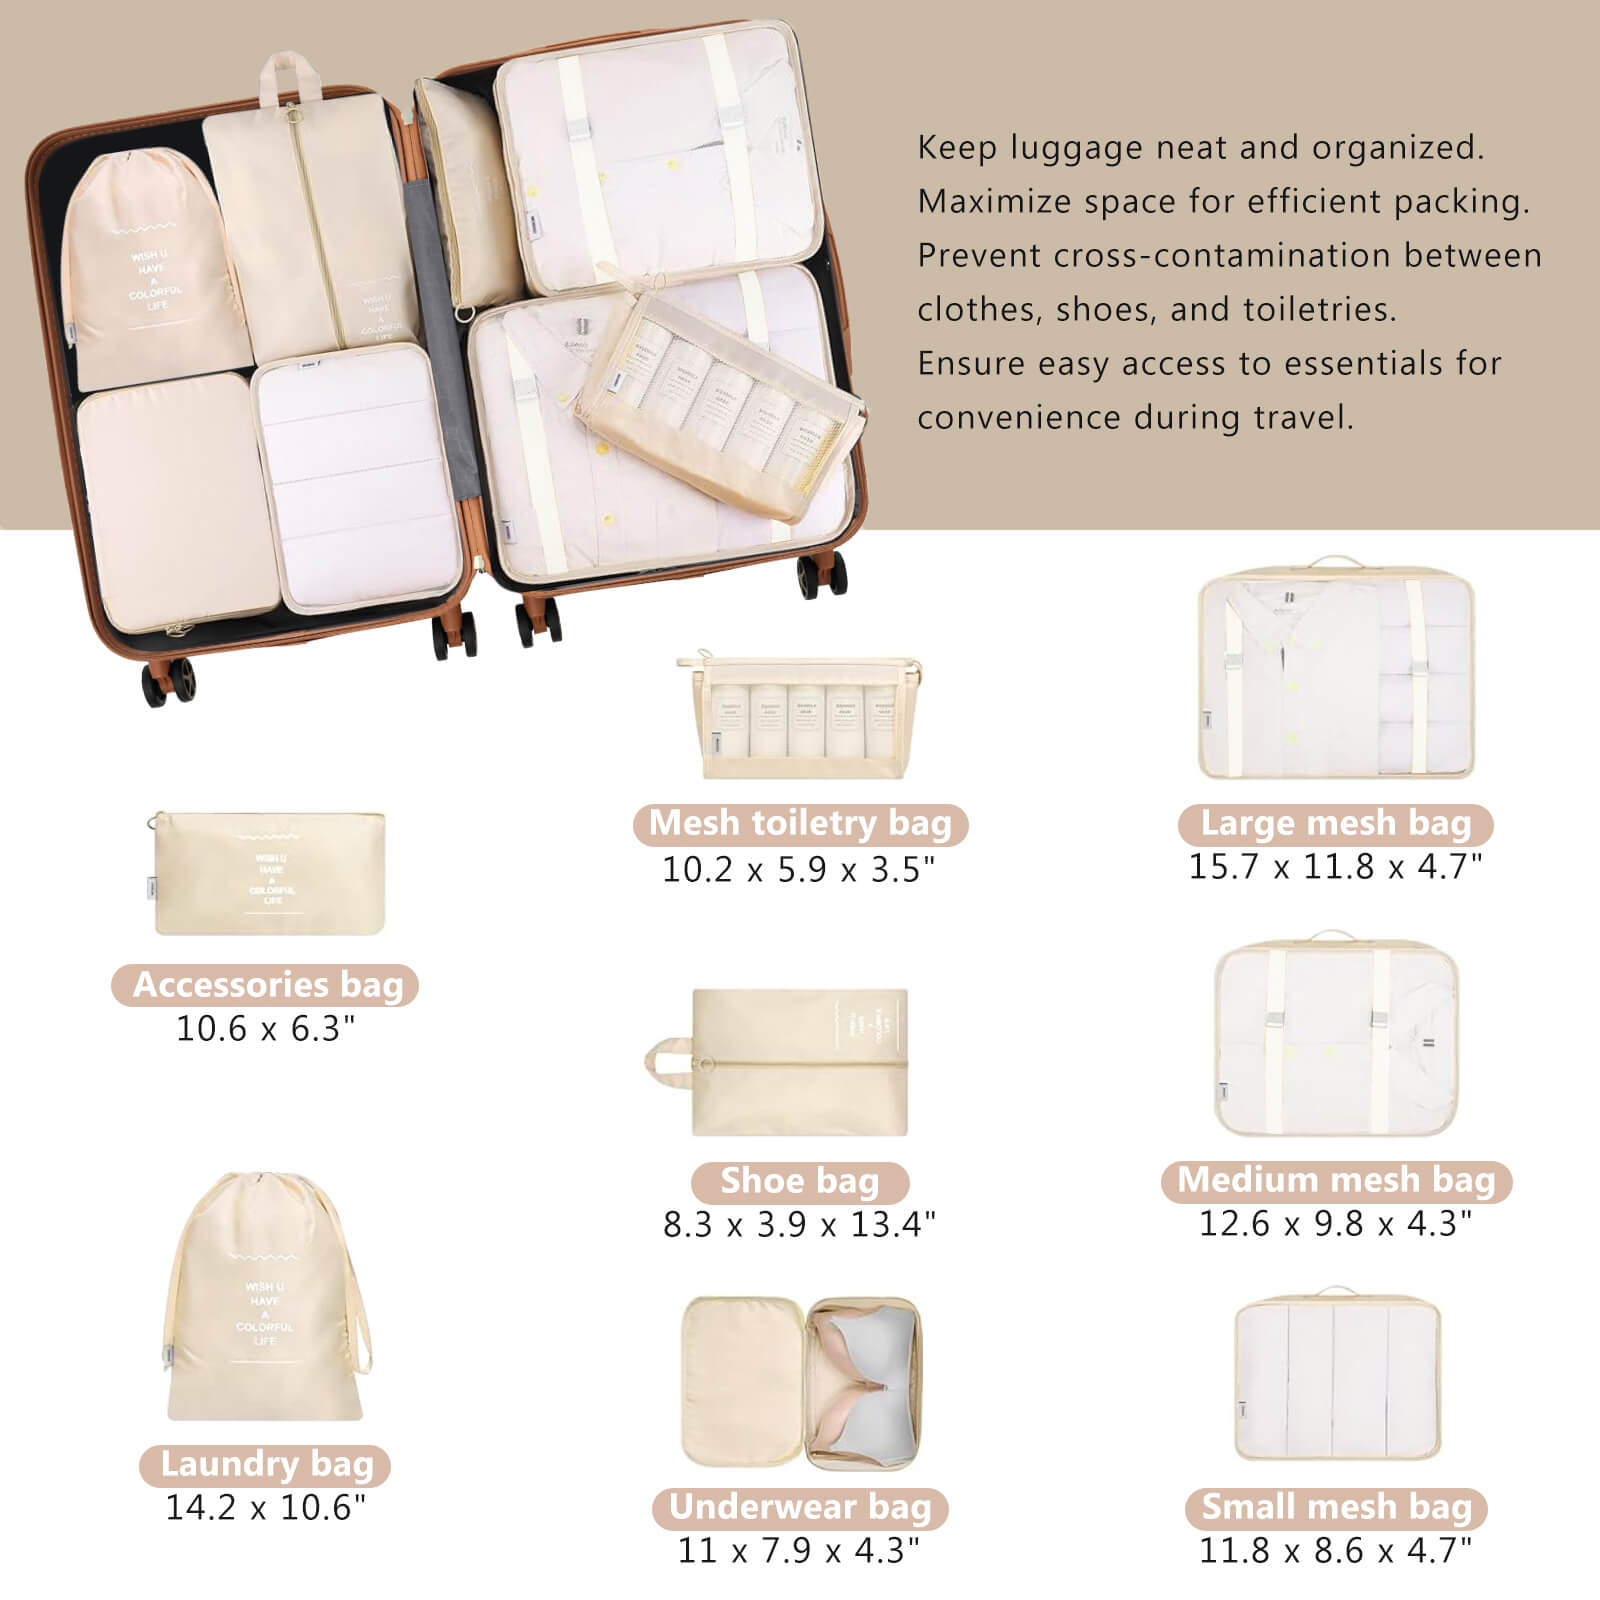 Keep luggage neat and organized.
Maximize space for efficient packing.
Prevent cross-contamination between
clothes, shoes, and toiletries.
Ensure easy access to essentials for
convenience during travel.
WISH U
HAVE
A
COLORFUL
LIFE
WISH U
HAVE
A
COLORFUL
LIFE
Mesh toiletry bag
10.2 x 5.9 x 3.5"
Large mesh bag
15.7 x 11.8 x 4.7"
WISH U
HAVE
A
COLORFUL
LIFE
Accessories bag
10.6 x 6.3"
Shoe bag
8.3 x 3.9 x 13.4"
Medium mesh bag
12.6 x 9.8 x 4.3"
WISH U
HAVE
A
COLORFUL
LIFE
Laundry bag
14.2 x 10.6"
Underwear bag
11 x 7.9 x 4.3"
Small mesh bag
11.8 x 8.6 x 4.7"